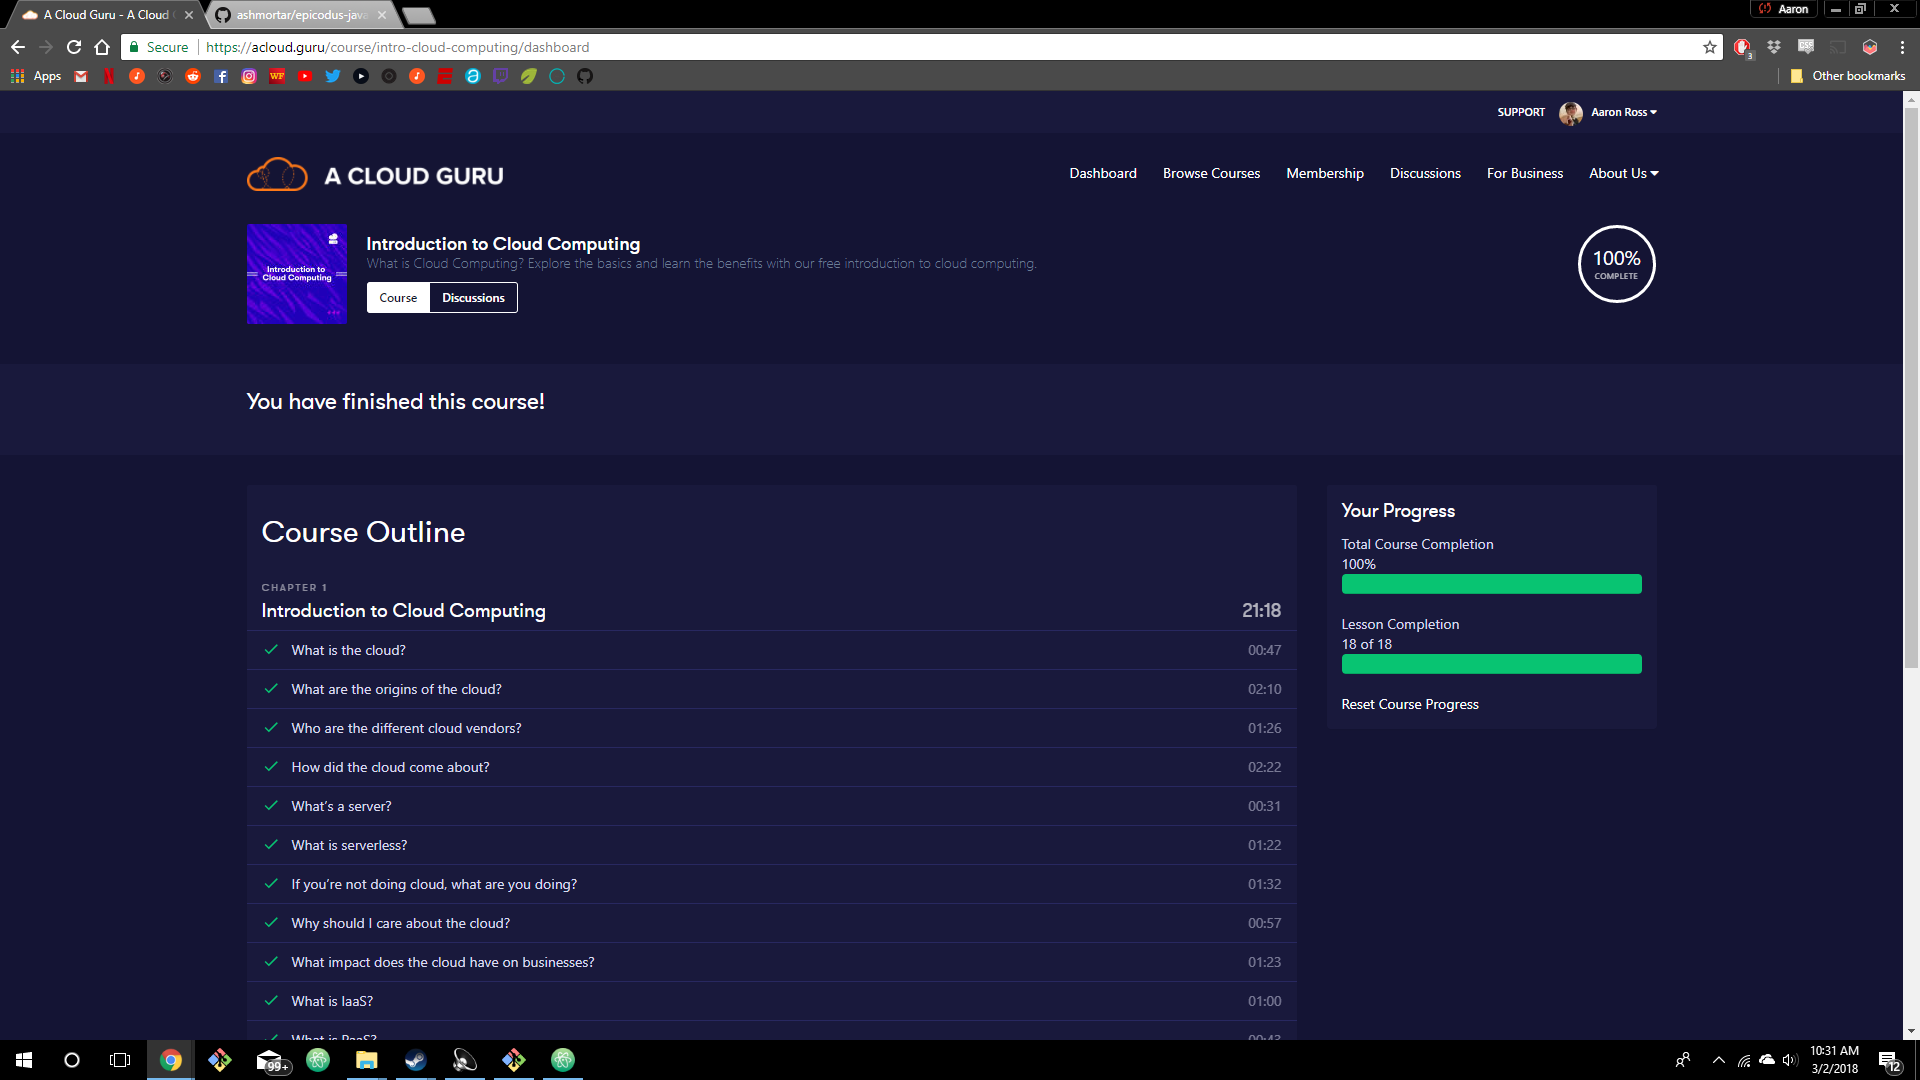 A Cloud Guru - A Cloud
ashmortar/epicodus-java
Aaron
Secure
https://acloud.guru/course/intro-cloud-computing/dashboard
3
Apps
WF
Other bookmarks
SUPPORT
Aaron Ross
A CLOUD GURU
Dashboard
Browse Courses
Membership
Discussions
For Business
About Us
Introduction to
Cloud Computing
Introduction to Cloud Computing
What is Cloud Computing? Explore the basics and learn the benefits with our free introduction to cloud computing.
Course
Discussions
100%
COMPLETE
You have finished this course!
Course Outline
CHAPTER 1
Introduction to Cloud Computing 21:18
What is the cloud? 00:47
What are the origins of the cloud? 02:10
Who are the different cloud vendors? 01:26
How did the cloud come about? 02:22
What's a server? 00:31
What is serverless? 01:22
If you're not doing cloud, what are you doing? 01:32
Why should I care about the cloud? 00:57
What impact does the cloud have on businesses? 01:23
What is IaaS? 01:00
What is PaaS? 00:43
Your Progress
Total Course Completion
100%
Lesson Completion
18 of 18
Reset Course Progress
99+
10:31 AM
3/2/2018
12